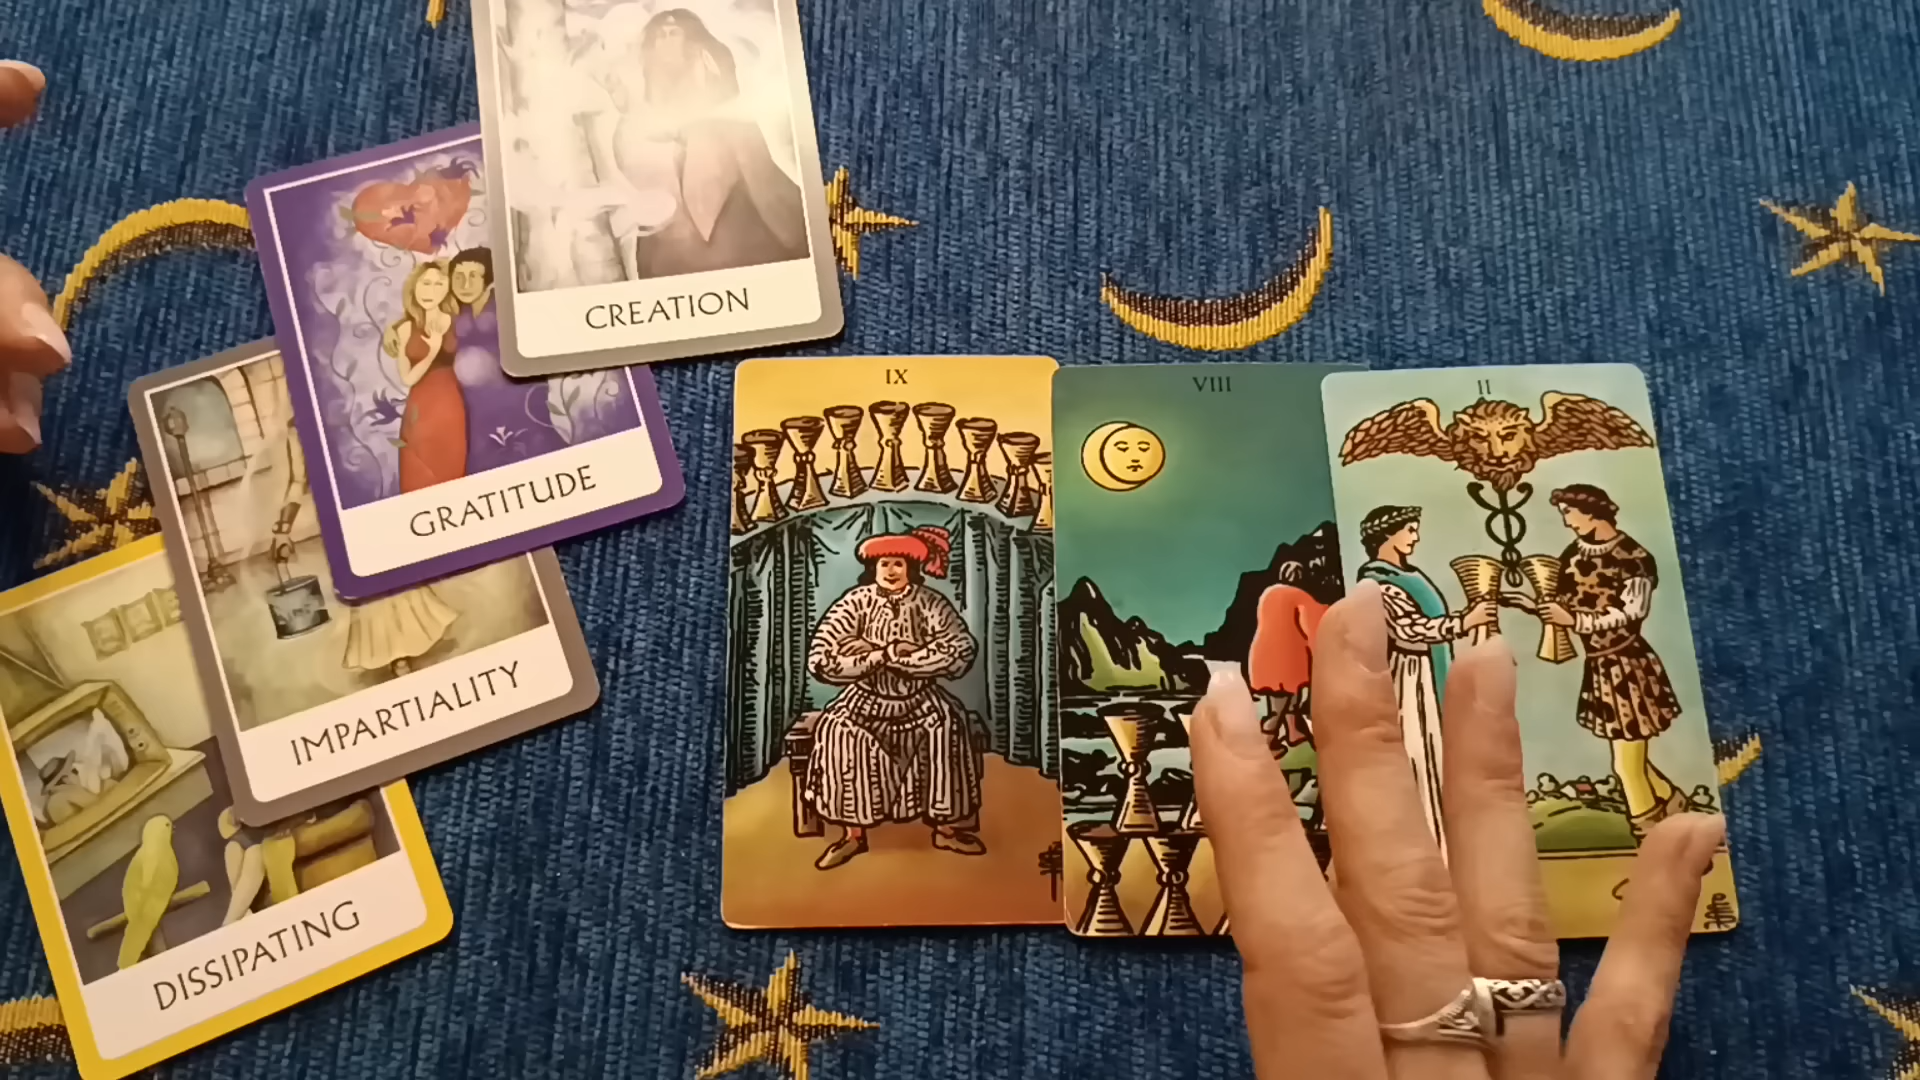 CREATION
GRATITUDE
IMPARTIALITY
DISSIPATING
IX
VIII
II